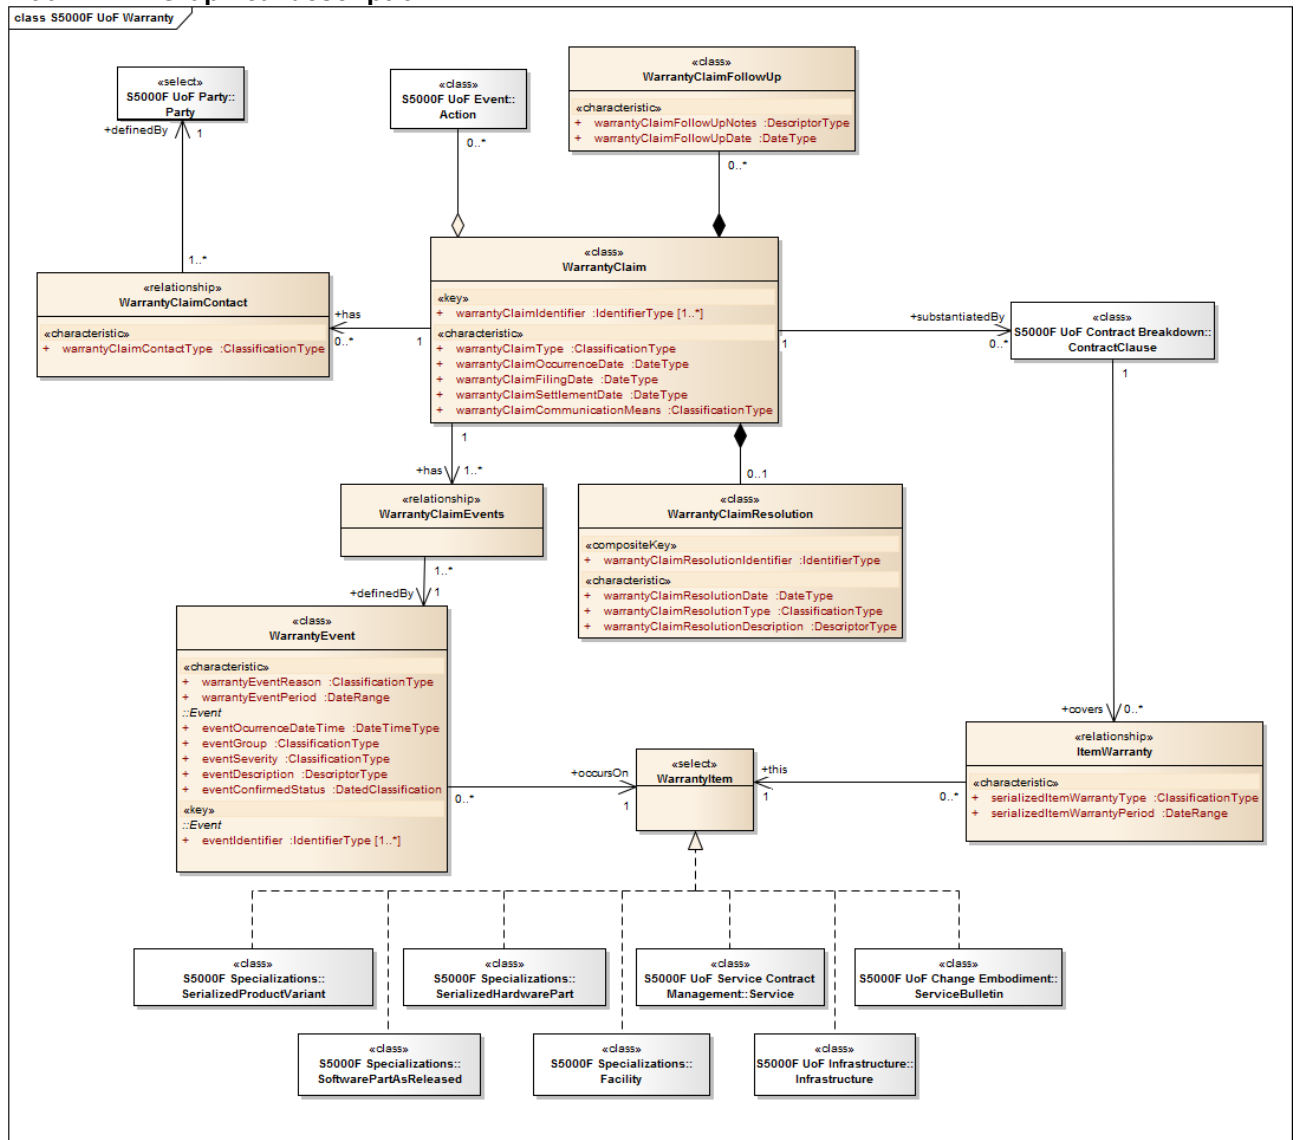 class S5000F UoF Warranty
«select»
S5000F UoF Party::
Party
+definedBy
1
1..*
«class»
S5000F UoF Event::
Action
0..*
«class»
WarrantyClaimFollowUp
«characteristic»
+ warrantyClaimFollowUpNotes :DescriptorType
+ warrantyClaimFollowUpDate :DateType
0..*
«relationship»
WarrantyClaimContact
«characteristic»
+ warrantyClaimContactType :ClassificationType
+has
0..*
1
«class»
WarrantyClaim
«key»
+ warrantyClaimIdentifier :IdentifierType [1..*]
«characteristic»
+ warrantyClaimType :ClassificationType
+ warrantyClaimOccurrenceDate :DateType
+ warrantyClaimFilingDate :DateType
+ warrantyClaimSettlementDate :DateType
+ warrantyClaimCommunicationMeans :ClassificationType
+substantiatedBy
1
0..*
«class»
S5000F UoF Contract Breakdown::
ContractClause
1
1
+has
1..*
0..1
«relationship»
WarrantyClaimEvents
1..*
+definedBy
1
«class»
WarrantyClaimResolution
«compositeKey»
+ warrantyClaimResolutionIdentifier :IdentifierType
«characteristic»
+ warrantyClaimResolutionDate :DateType
+ warrantyClaimResolutionType :ClassificationType
+ warrantyClaimResolutionDescription :DescriptorType
«class»
WarrantyEvent
«characteristic»
+ warrantyEventReason :ClassificationType
+ warrantyEventPeriod :DateRange
::Event
+ eventOcurrenceDateTime :DateTimeType
+ eventGroup :ClassificationType
+ eventSeverity :ClassificationType
+ eventDescription :DescriptorType
+ eventConfirmedStatus :DatedClassification
«key»
::Event
+ eventIdentifier :IdentifierType [1..*]
+occursOn
0..*
1
«select»
WarrantyItem
+this
1
0..*
+covers
0..*
«relationship»
ItemWarranty
«characteristic»
+ serializedItemWarrantyType :ClassificationType
+ serializedItemWarrantyPeriod :DateRange
«class»
S5000F Specializations::
SerializedProductVariant
«class»
S5000F Specializations::
SerializedHardwarePart
«class»
S5000F UoF Service Contract
Management::Service
«class»
S5000F UoF Change Embodiment::
ServiceBulletin
«class»
S5000F Specializations::
SoftwarePartAsReleased
«class»
S5000F Specializations::
Facility
«class»
S5000F UoF Infrastructure::
Infrastructure